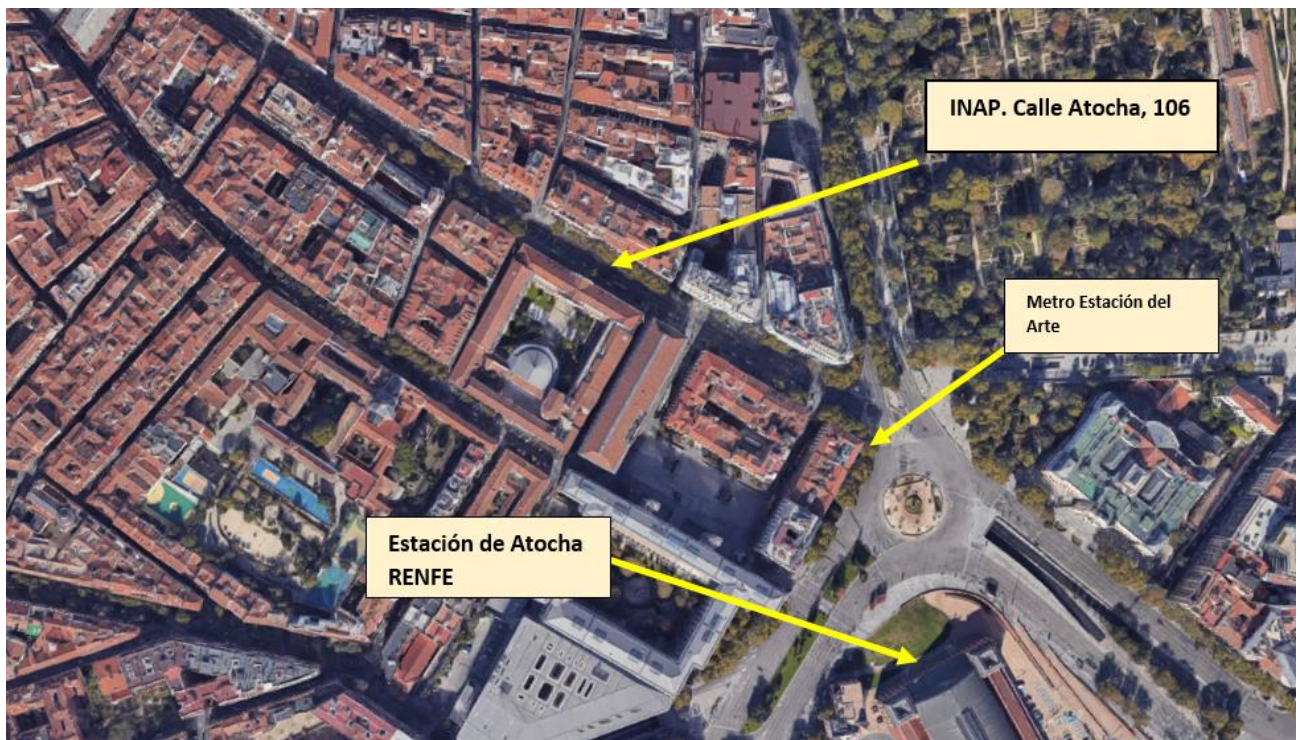 INAP. Calle Atocha, 106
Metro Estación del
Arte
Estación de Atocha
RENFE